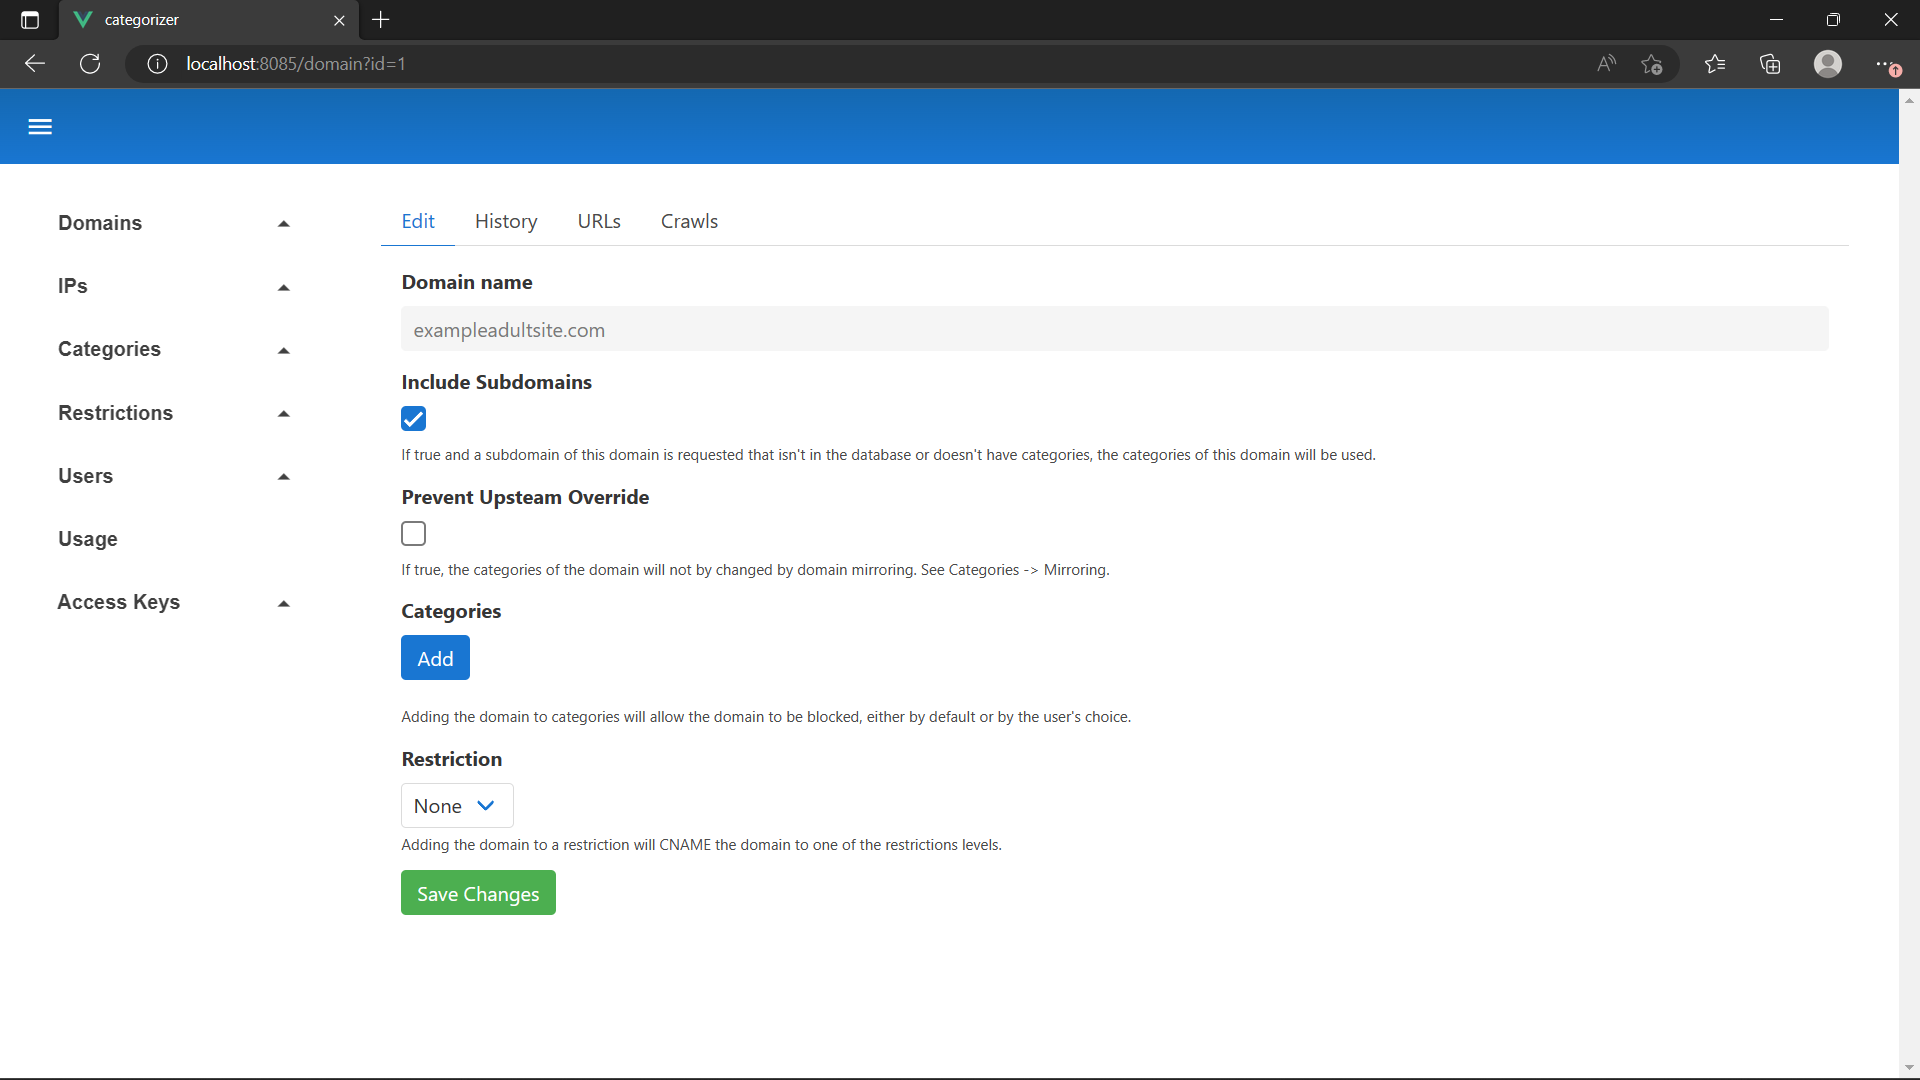 categorizer
localhost:8085/domain?id=1
Domains
IPs
Categories
Restrictions
Users
Usage
Access Keys
Edit History URLs Crawls
Domain name
exampleadultsite.com
Include Subdomains
If true and a subdomain of this domain is requested that isn't in the database or doesn't have categories, the categories of this domain will be used.
Prevent Upsteam Override
If true, the categories of the domain will not by changed by domain mirroring. See Categories -> Mirroring.
Categories
Add
Adding the domain to categories will allow the domain to be blocked, either by default or by the user's choice.
Restriction
None
Adding the domain to a restriction will CNAME the domain to one of the restrictions levels.
Save Changes